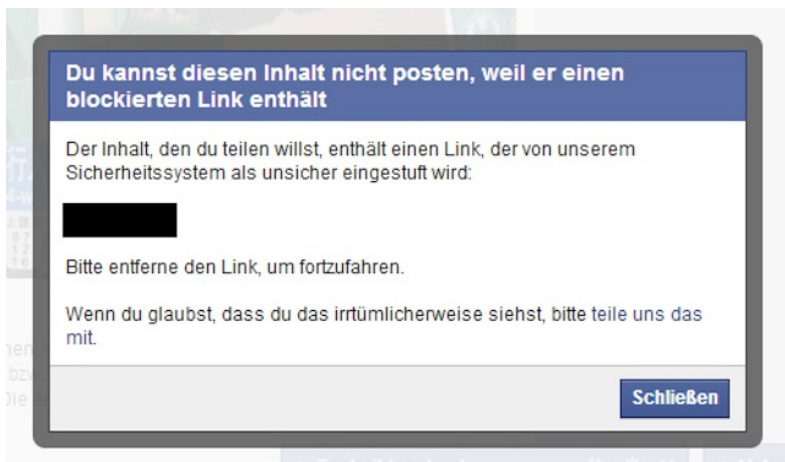 Du kannst diesen Inhalt nicht posten, weil er einen
blockierten Link enthält
Der Inhalt, den du teilen willst, enthält einen Link, der von unserem
Sicherheitssystem als unsicher eingestuft wird:
Bitte entferne den Link, um fortzufahren.
Wenn du glaubst, dass du das irrtümlicherweise siehst, bitte teile uns das
mit.
Schließen